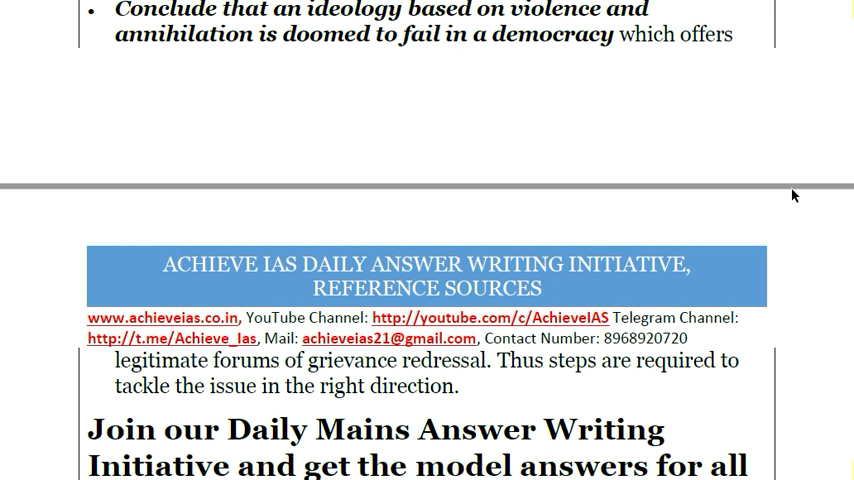 • Conclude that an ideology based on violence and
annihilation is doomed to fail in a democracy which offers
ACHIEVE IAS DAILY ANSWER WRITING INITIATIVE,
REFERENCE SOURCES
www.achieveias.co.in, YouTube Channel: http://youtube.com/c/AchieveIAS Telegram Channel:
http://t.me/Achieve_Ias, Mail: achieveias21@gmail.com, Contact Number: 8968920720
legitimate forums of grievance redressal. Thus steps are required to
tackle the issue in the right direction.
Join our Daily Mains Answer Writing
Initiative and get the model answers for all